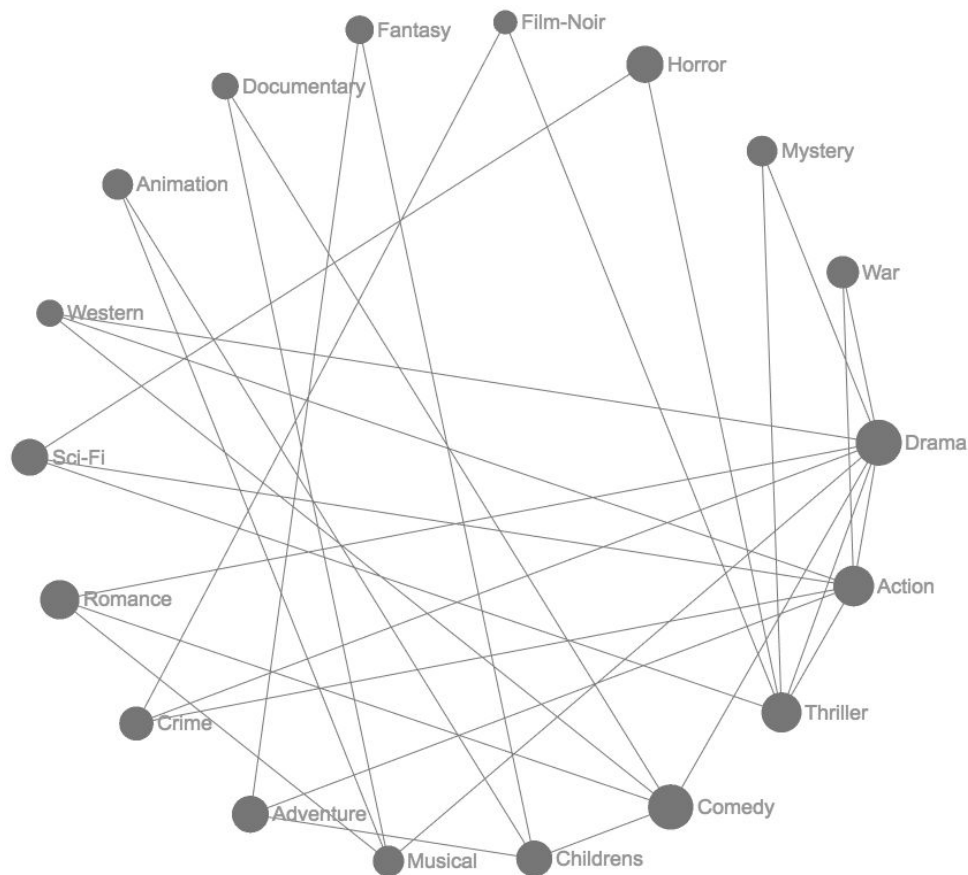 Film-Noir
Fantasy
Horror
Documentary
Mystery
Animation
War
Western
Drama
Sci-Fi
Action
Romance
Thriller
Crime
Comedy
Adventure
Childrens
Musical